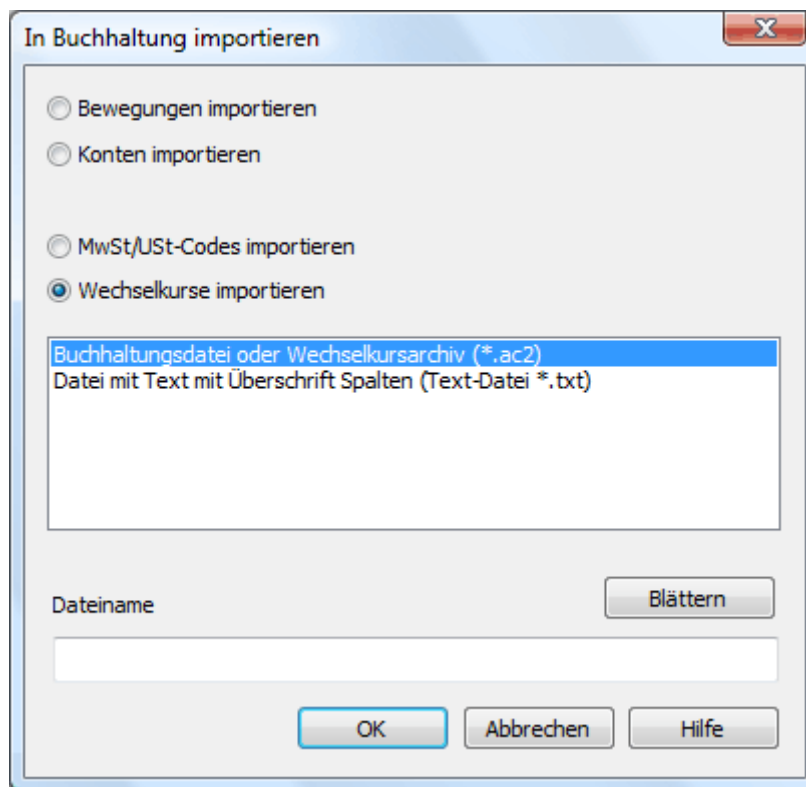 In Buchhaltung importieren
Bewegungen importieren
Konten importieren
MwSt/USt-Codes importieren
Wechselkurse importieren
Buchhaltungsdatei oder Wechselkursarchiv (*.ac2)
Datei mit Text mit Überschrift Spalten (Text-Datei *.txt)
Dateiname
Blättern
OK Abbrechen Hilfe